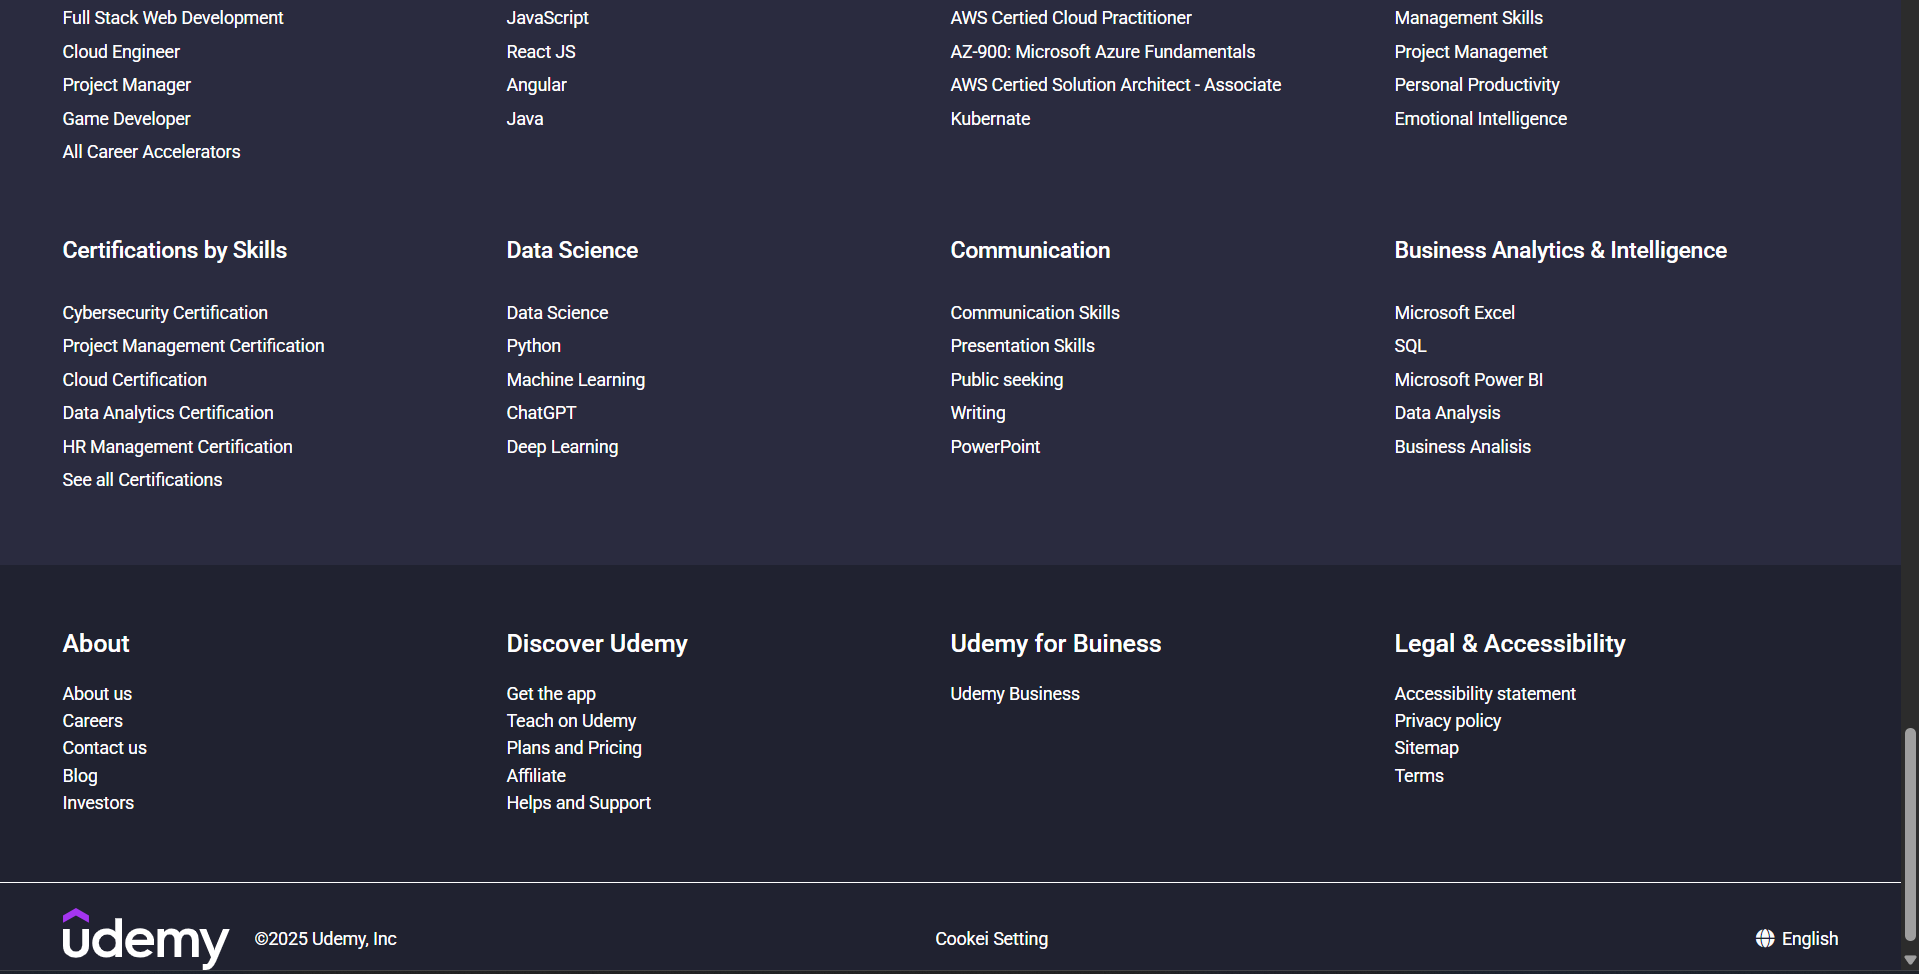 Full Stack Web Development
Cloud Engineer
Project Manager
Game Developer
All Career Accelerators
JavaScript
React JS
Angular
Java
AWS Certied Cloud Practitioner
AZ-900: Microsoft Azure Fundamentals
AWS Certied Solution Architect - Associate
Kubernate
Management Skills
Project Managemet
Personal Productivity
Emotional Intelligence
Certifications by Skills
Cybersecurity Certification
Project Management Certification
Cloud Certification
Data Analytics Certification
HR Management Certification
See all Certifications
Data Science
Data Science
Python
Machine Learning
ChatGPT
Deep Learning
Communication
Communication Skills
Presentation Skills
Public seeking
Writing
PowerPoint
Business Analytics & Intelligence
Microsoft Excel
SQL
Microsoft Power BI
Data Analysis
Business Analisis
About
About us
Careers
Contact us
Blog
Investors
Discover Udemy
Get the app
Teach on Udemy
Plans and Pricing
Affiliate
Helps and Support
Udemy for Buiness
Udemy Business
Legal & Accessibility
Accessibility statement
Privacy policy
Sitemap
Terms
udemy
©2025 Udemy, Inc
Cookei Setting
English